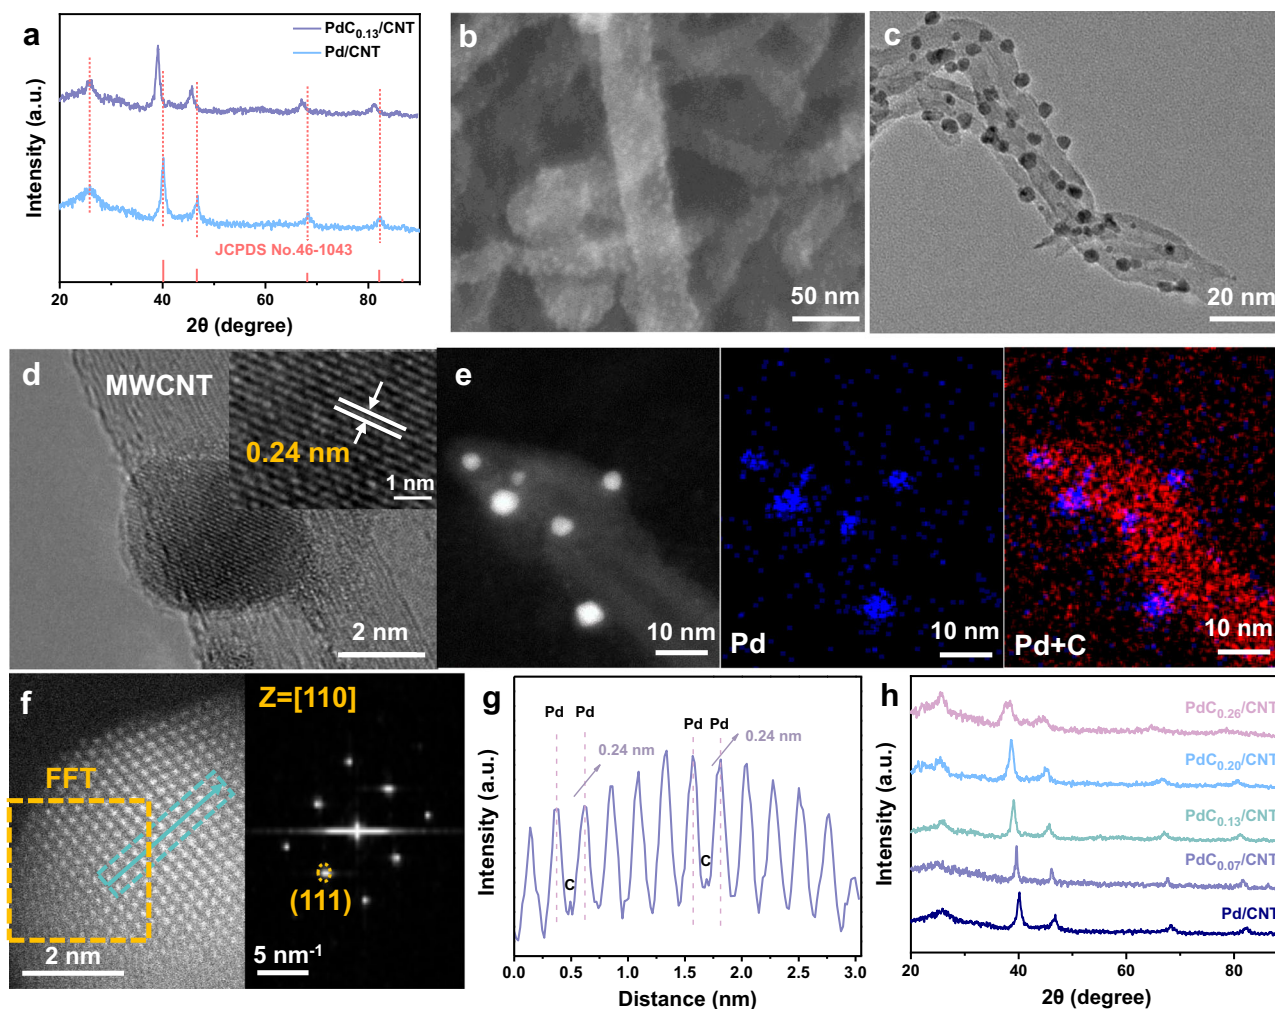 a
PdC0.13/CNT
Pd/CNT
Intensity (a.u.)
JCPDS No.46-1043
20 40 60 80
2θ (degree)
b
50 nm
c
20 nm
d
MWCNT
0.24 nm
1 nm
2 nm
e
10 nm
Pd
10 nm
Pd+C
10 nm
f
FFT
2 nm
Z=[110]
(111)
5 nm-1
g
Pd Pd Pd Pd
0.24 nm 0.24 nm
C C
Intensity (a.u.)
0.0 0.5 1.0 1.5 2.0 2.5 3.0
Distance (nm)
h
PdC0.26/CNT
PdC0.20/CNT
PdC0.13/CNT
PdC0.07/CNT
Pd/CNT
Intensity (a.u.)
20 40 60 80
2θ (degree)